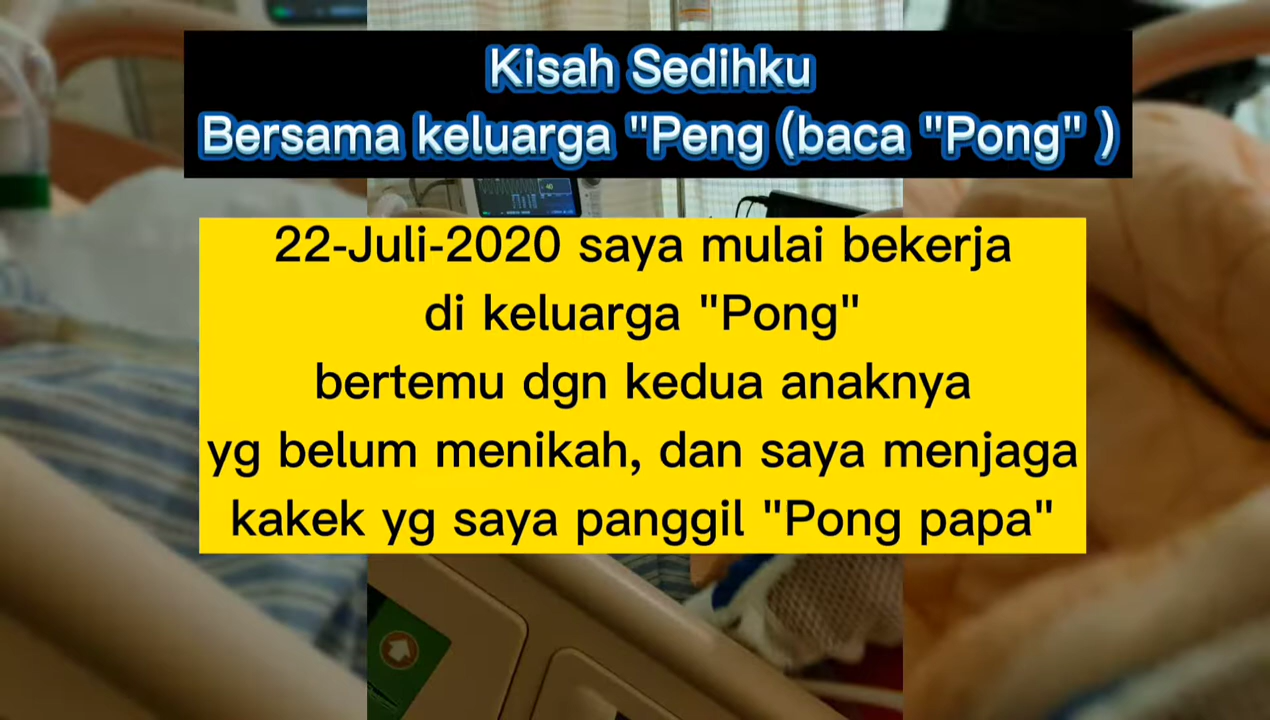 Kisah Sedihku
Bersama keluarga "Peng (baca "Pong" )
22-Juli-2020 saya mulai bekerja
di keluarga "Pong"
bertemu dgn kedua anaknya
yg belum menikah, dan saya menjaga
kakek yg saya panggil "Pong papa"